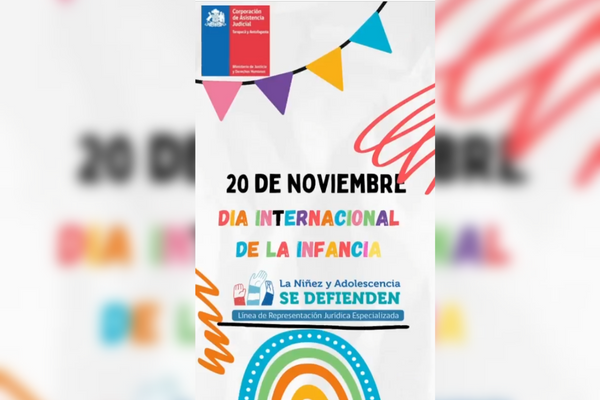 Corporación
de Asistencia
Judicial
Tarapacá y Antofagasta
Ministerio de Justicia
y Derechos Humanos
20 DE NOVIEMBRE
DIA INTERNACIONAL
DE LA INFANCIA
La Niñez y Adolescencia
SE DEFIENDEN
Línea de Representación Jurídica Especializada